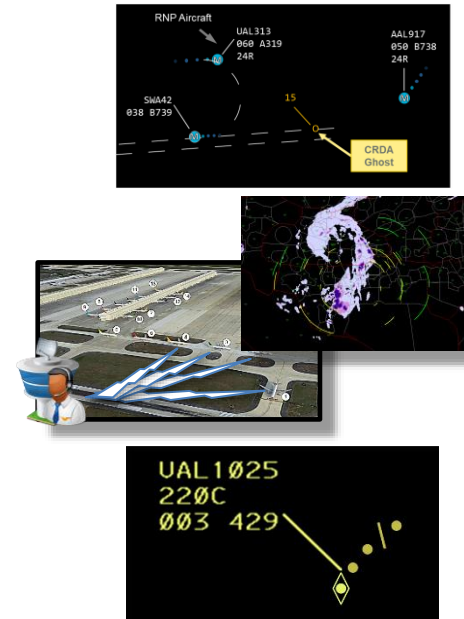 RNP Aircraft
UAL313
060 A319
24R
AAL917
050 B738
24R
SWA42
038 B739
15
CRDA
Ghost
UAL1025
220C
003 429